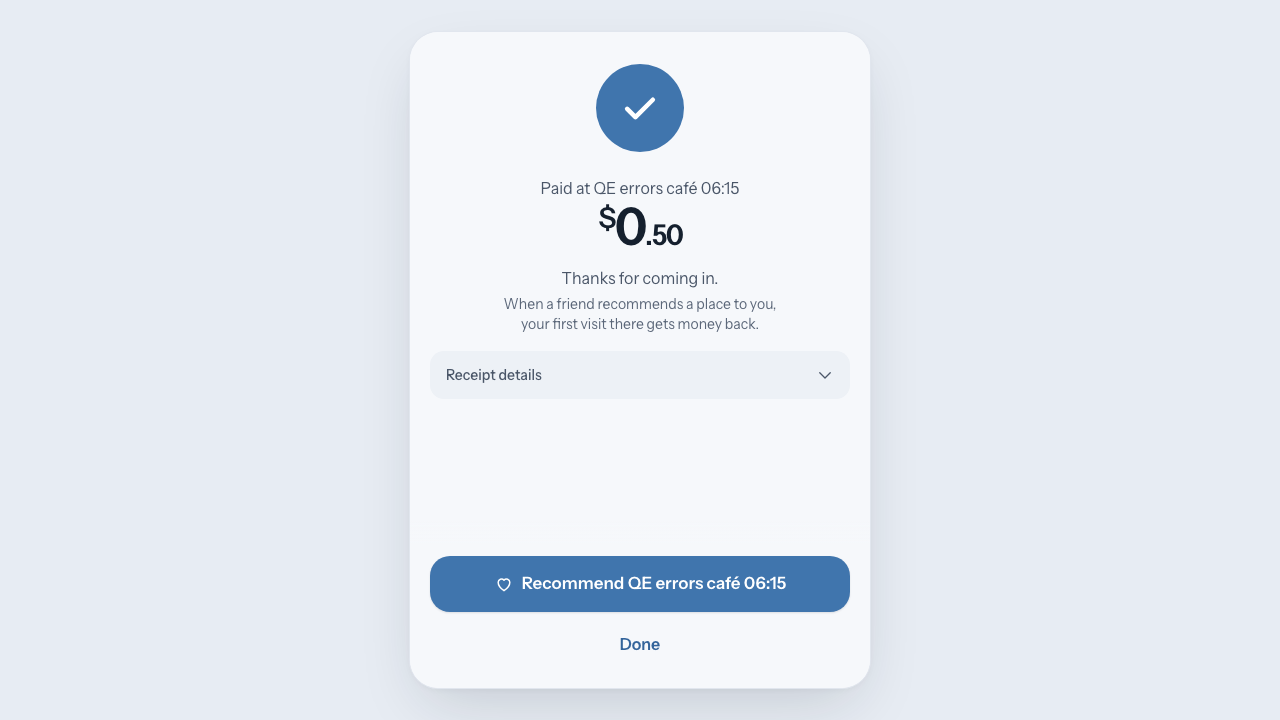 Paid at QE errors café 06:15
$0.50
Thanks for coming in.
When a friend recommends a place to you,
your first visit there gets money back.
Receipt details
Recommend QE errors café 06:15
Done